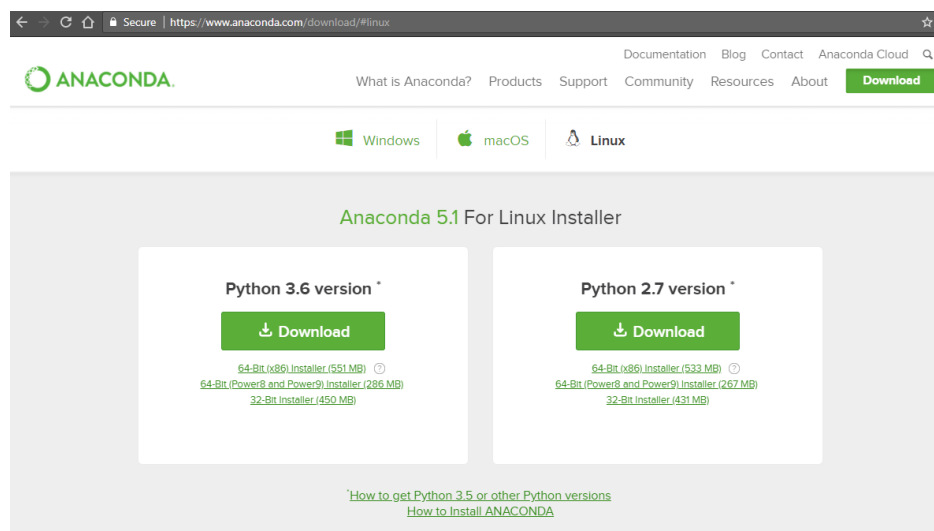 Secure | https://www.anaconda.com/download/#linux
Documentation Blog Contact Anaconda Cloud
ANACONDA.
What is Anaconda? Products Support Community Resources About Download
Windows macOS Linux
Anaconda 5.1 For Linux Installer
Python 3.6 version *
Download
64-Bit (x86) Installer (551 MB) ?
64-Bit (Power8 and Power9) Installer (286 MB)
32-Bit Installer (450 MB)
Python 2.7 version *
Download
64-Bit (x86) Installer (533 MB) ?
64-Bit (Power8 and Power9) Installer (267 MB)
32-Bit Installer (431 MB)
*How to get Python 3.5 or other Python versions
How to Install ANACONDA